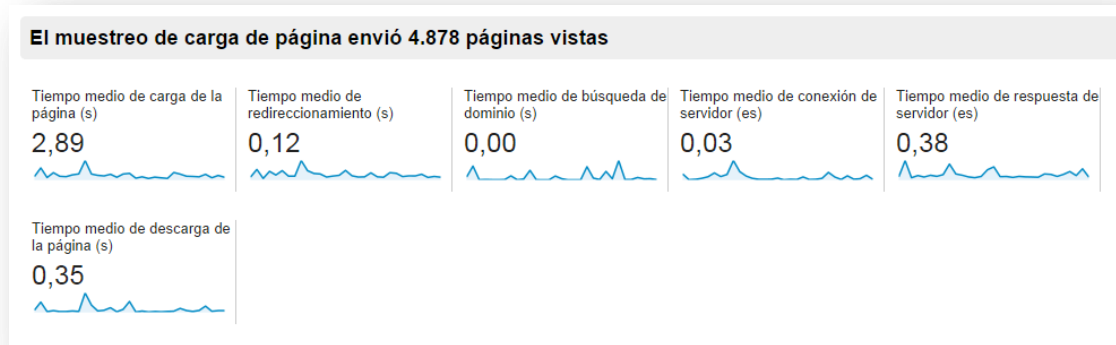 El muestreo de carga de página envió 4.878 páginas vistas
Tiempo medio de carga de la
página (s)
2,89
Tiempo medio de
redireccionamiento (s)
0,12
Tiempo medio de búsqueda de
dominio (s)
0,00
Tiempo medio de conexión de
servidor (es)
0,03
Tiempo medio de respuesta de
servidor (es)
0,38
Tiempo medio de descarga de
la página (s)
0,35